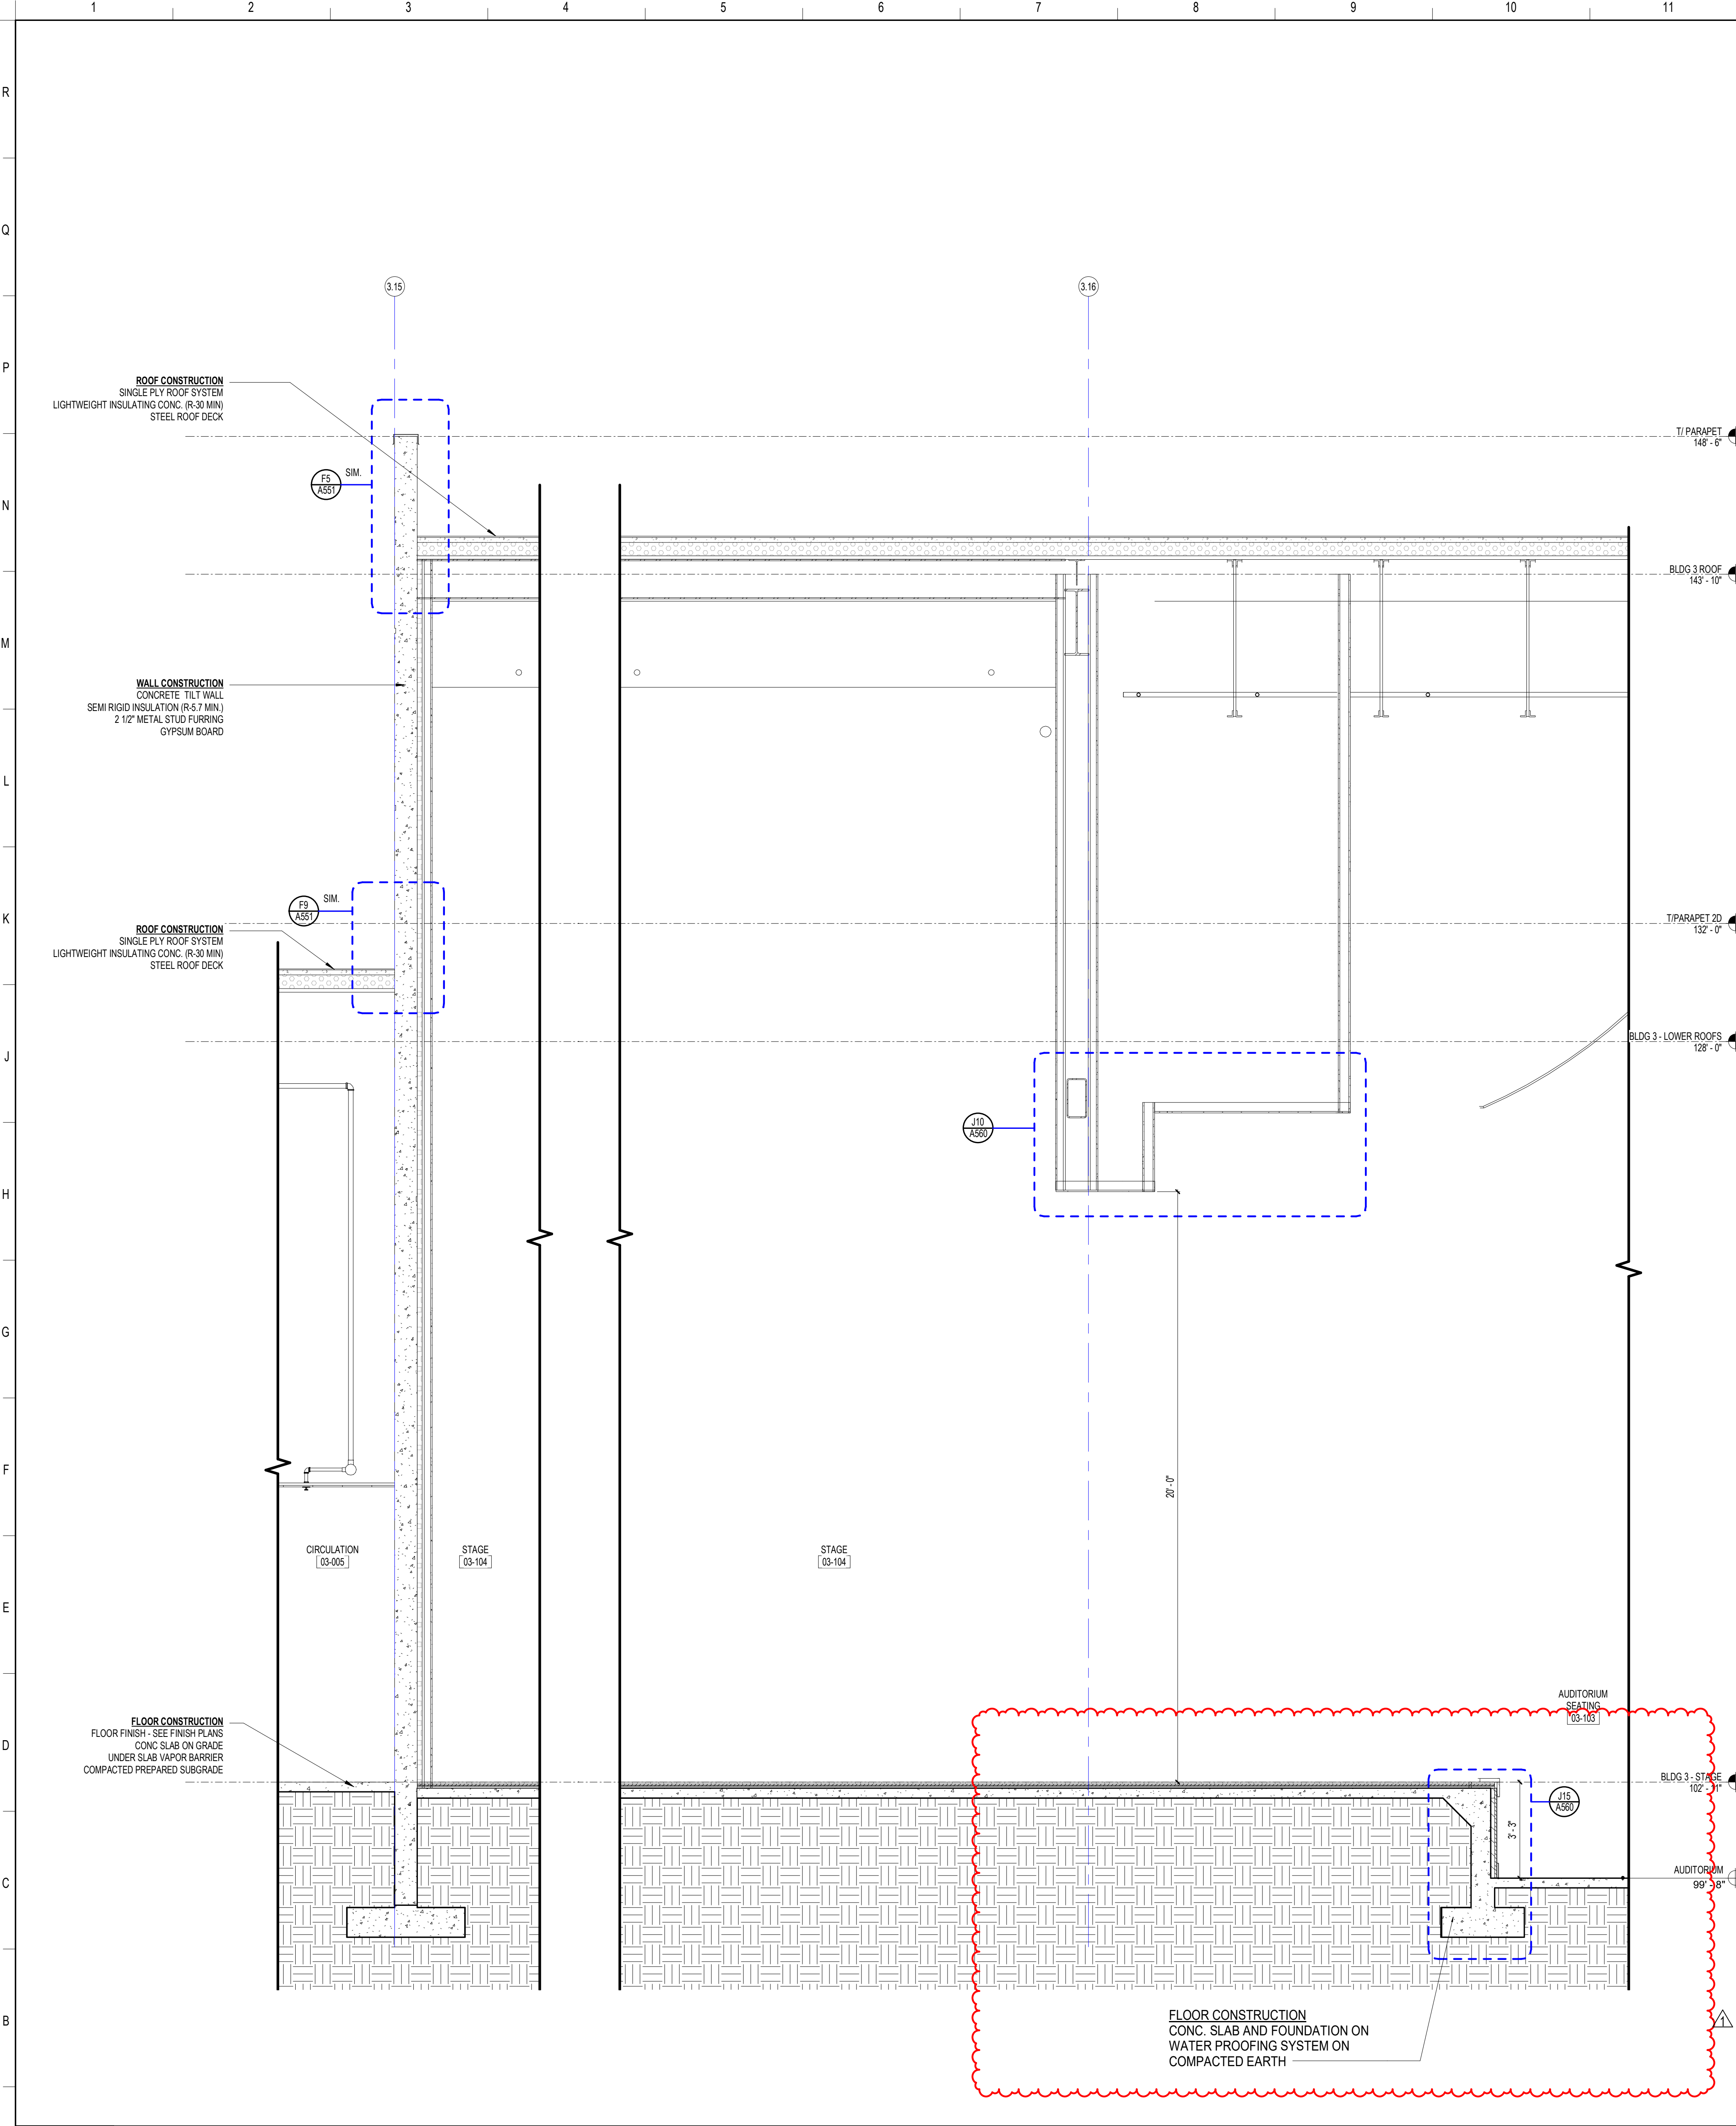 1 2 3 4 5 6 7 8 9 10 11
R
Q
3.15
3.16
P
ROOF CONSTRUCTION
SINGLE PLY ROOF SYSTEM
LIGHTWEIGHT INSULATING CONC. (R-30 MIN)
STEEL ROOF DECK
T/ PARAPET
148' - 6"
F5
A551
SIM.
N
BLDG 3 ROOF
143' - 10"
M
WALL CONSTRUCTION
CONCRETE TILT WALL
SEMI RIGID INSULATION (R-5.7 MIN.)
2 1/2" METAL STUD FURRING
GYPSUM BOARD
L
F9
A551
SIM.
K
T/PARAPET 2D
132' - 0"
ROOF CONSTRUCTION
SINGLE PLY ROOF SYSTEM
LIGHTWEIGHT INSULATING CONC. (R-30 MIN)
STEEL ROOF DECK
BLDG 3 - LOWER ROOFS
128' - 0"
J
J10
A560
H
G
F
20' - 0"
CIRCULATION
03-005
STAGE
03-104
STAGE
03-104
E
AUDITORIUM
SEATING
03-103
FLOOR CONSTRUCTION
FLOOR FINISH - SEE FINISH PLANS
CONC SLAB ON GRADE
UNDER SLAB VAPOR BARRIER
COMPACTED PREPARED SUBGRADE
D
BLDG 3 - STAGE
102' - 11"
J15
A560
3' - 3"
AUDITORIUM
99' - 8"
C
B
FLOOR CONSTRUCTION
CONC. SLAB AND FOUNDATION ON
WATER PROOFING SYSTEM ON
COMPACTED EARTH
1